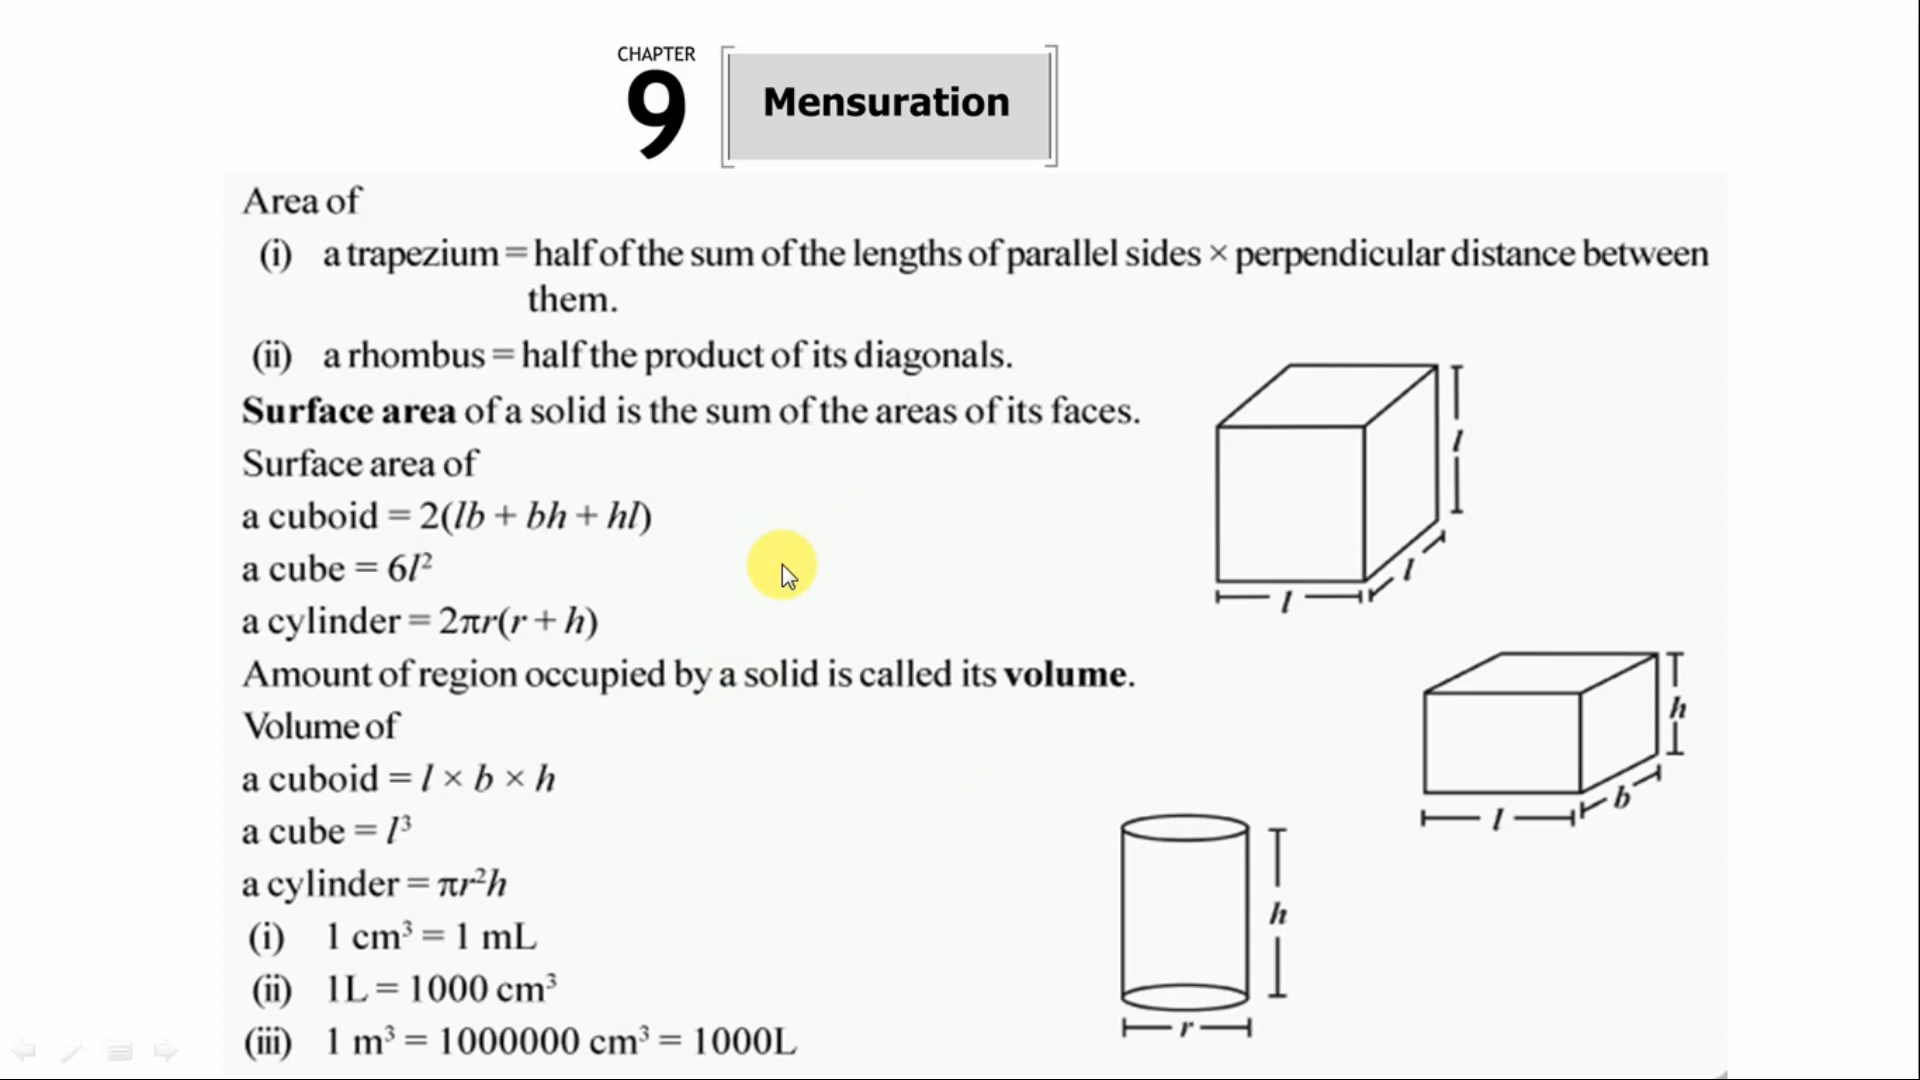 CHAPTER
9
Mensuration
Area of
(i) a trapezium = half of the sum of the lengths of parallel sides × perpendicular distance between
them.
(ii) a rhombus = half the product of its diagonals.
Surface area of a solid is the sum of the areas of its faces.
Surface area of
a cuboid = 2(lb + bh + hl)
a cube = 6l²
a cylinder = 2πr(r + h)
Amount of region occupied by a solid is called its volume.
Volume of
a cuboid = l × b × h
a cube = l³
a cylinder = πr²h
(i) 1 cm³ = 1 mL
(ii) 1L = 1000 cm³
(iii) 1 m³ = 1000000 cm³ = 1000L
l
l
l
h
b
l
h
r